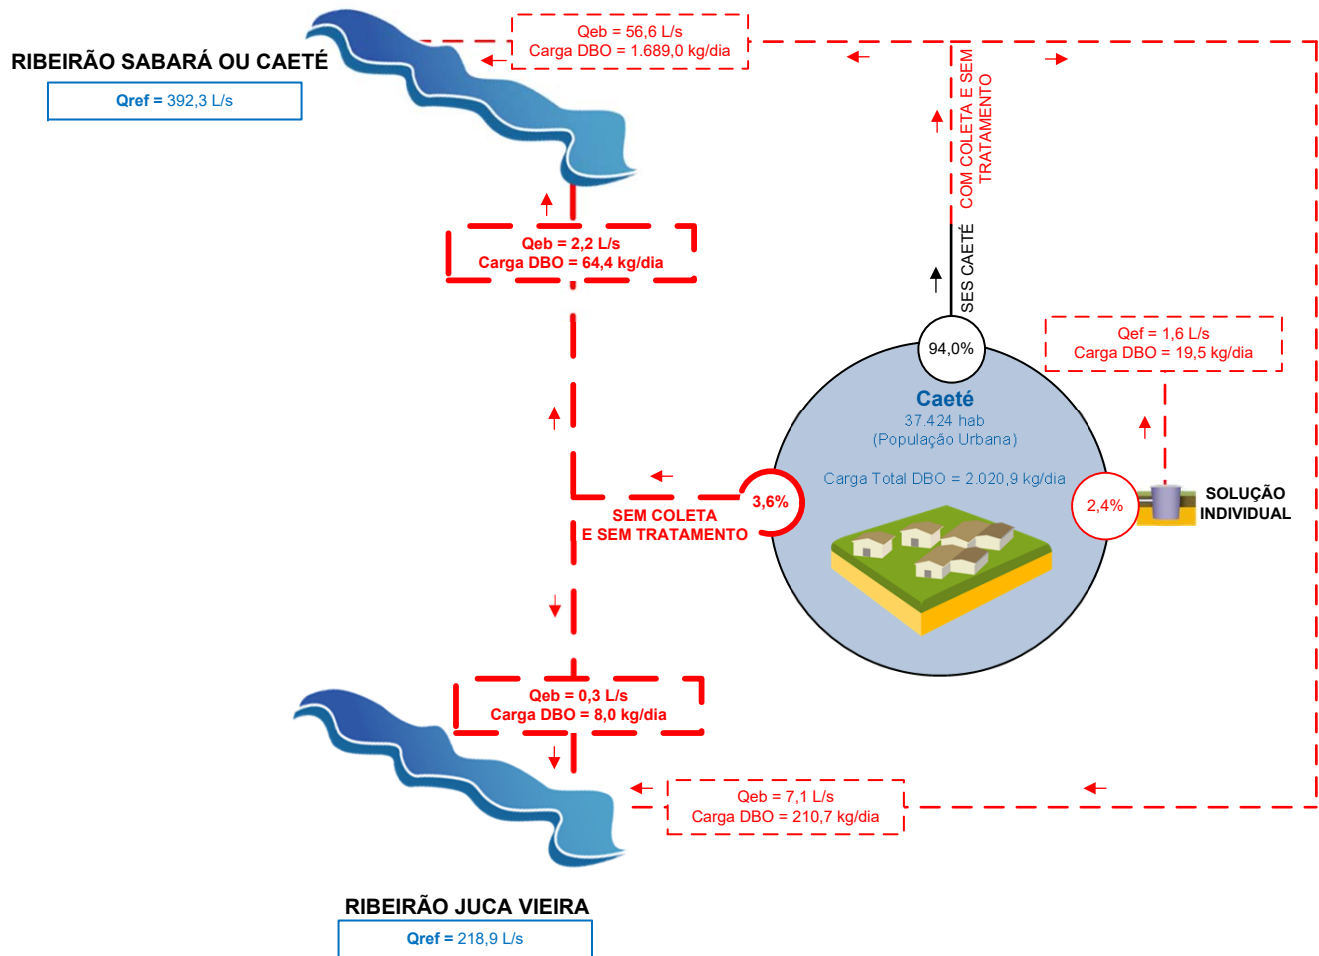 Qeb = 56,6 L/s
Carga DBO = 1.689,0 kg/dia
RIBEIRÃO SABARÁ OU CAETÉ
Qref = 392,3 L/s
COM COLETA E SEM
TRATAMENTO
SES CAETÉ
Qeb = 2,2 L/s
Carga DBO = 64,4 kg/dia
Qef = 1,6 L/s
Carga DBO = 19,5 kg/dia
94,0%
Caeté
37.424 hab
(População Urbana)
Carga Total DBO = 2.020,9 kg/dia
3,6%
2,4%
SOLUÇÃO
INDIVIDUAL
SEM COLETA
E SEM TRATAMENTO
Qeb = 0,3 L/s
Carga DBO = 8,0 kg/dia
Qeb = 7,1 L/s
Carga DBO = 210,7 kg/dia
RIBEIRÃO JUCA VIEIRA
Qref = 218,9 L/s